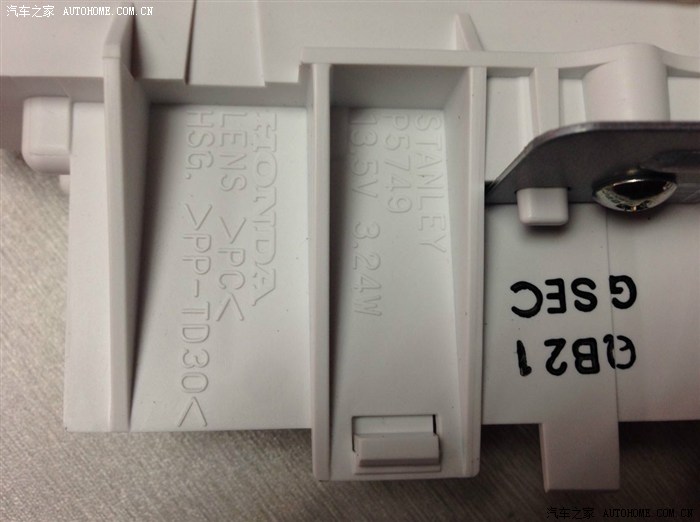 汽车之家 AUTOHOME.COM.CN
HONDA
LENS >PC<
HSG. >PP-TD30<
STANLEY
P5749
13.5V 3.24W
QB21
GSEC
汽车之家 AUTOHOME.COM.CN